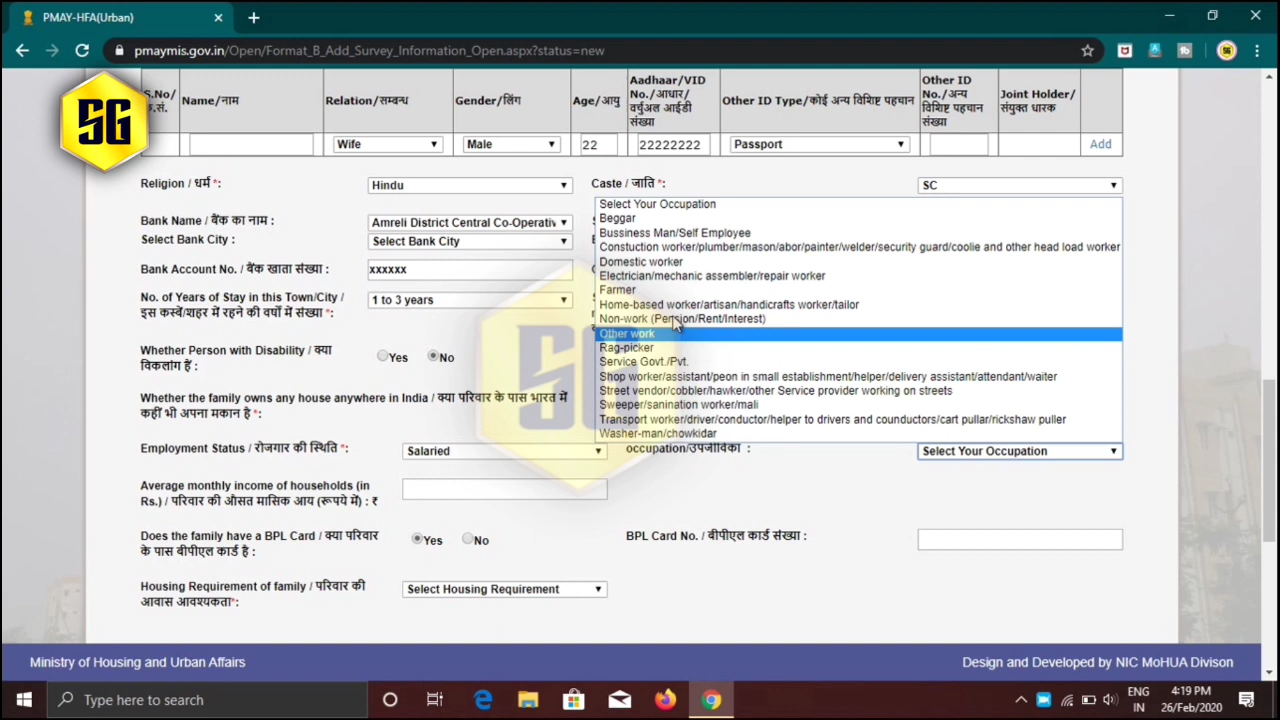 PMAY-HFA(Urban)
pmaymis.gov.in/Open/Format_B_Add_Survey_Information_Open.aspx?status=new
S.No/
क्र.सं.
Name/नाम
Relation/सम्बन्ध
Gender/लिंग
Age/आयु
Aadhaar/VID
No./आधार/
वर्चुअल आईडी
संख्या
Other ID Type/कोई अन्य विशिष्ट पहचान
Other ID
No./अन्य
विशिष्ट पहचान
संख्या
Joint Holder/
संयुक्त धारक
Wife
Male
22
22222222
Passport
Add
SG
Religion / धर्म *:
Hindu
Caste / जाति *:
SC
Bank Name / बैंक का नाम :
Amreli District Central Co-Operativ
Select Bank City :
Select Bank City
Bank Account No. / बैंक खाता संख्या :
xxxxxx
No. of Years of Stay in this Town/City /
इस कस्बें/शहर में रहने की वर्षों में संख्या *:
1 to 3 years
Whether Person with Disability / क्या
विकलांग हैं :
Yes
No
Whether the family owns any house anywhere in India / क्या परिवार के पास भारत में
कहीं भी अपना मकान है *:
Select Your Occupation
Beggar
Bussiness Man/Self Employee
Constuction worker/plumber/mason/abor/painter/welder/security guard/coolie and other head load worker
Domestic worker
Electrician/mechanic assembler/repair worker
Farmer
Home-based worker/artisan/handicrafts worker/tailor
Non-work (Pension/Rent/Interest)
Other work
Rag-picker
Service Govt./Pvt.
Shop worker/assistant/peon in small establishment/helper/delivery assistant/attendant/waiter
Street vendor/cobbler/hawker/other Service provider working on streets
Sweeper/sanination worker/mali
Transport worker/driver/conductor/helper to drivers and counductors/cart pullar/rickshaw puller
Washer-man/chowkidar
SG
Employment Status / रोजगार की स्थिति *:
Salaried
occupation/उपजीविका :
Select Your Occupation
Average monthly income of households (in
Rs.) / परिवार की औसत मासिक आय (रूपये में) : ₹
Does the family have a BPL Card / क्या परिवार
के पास बीपीएल कार्ड है :
Yes
No
BPL Card No. / बीपीएल कार्ड संख्या :
Housing Requirement of family / परिवार की
आवास आवश्यकता*:
Select Housing Requirement
Ministry of Housing and Urban Affairs
Design and Developed by NIC MoHUA Divison
Type here to search
ENG
IN
4:19 PM
26/Feb/2020